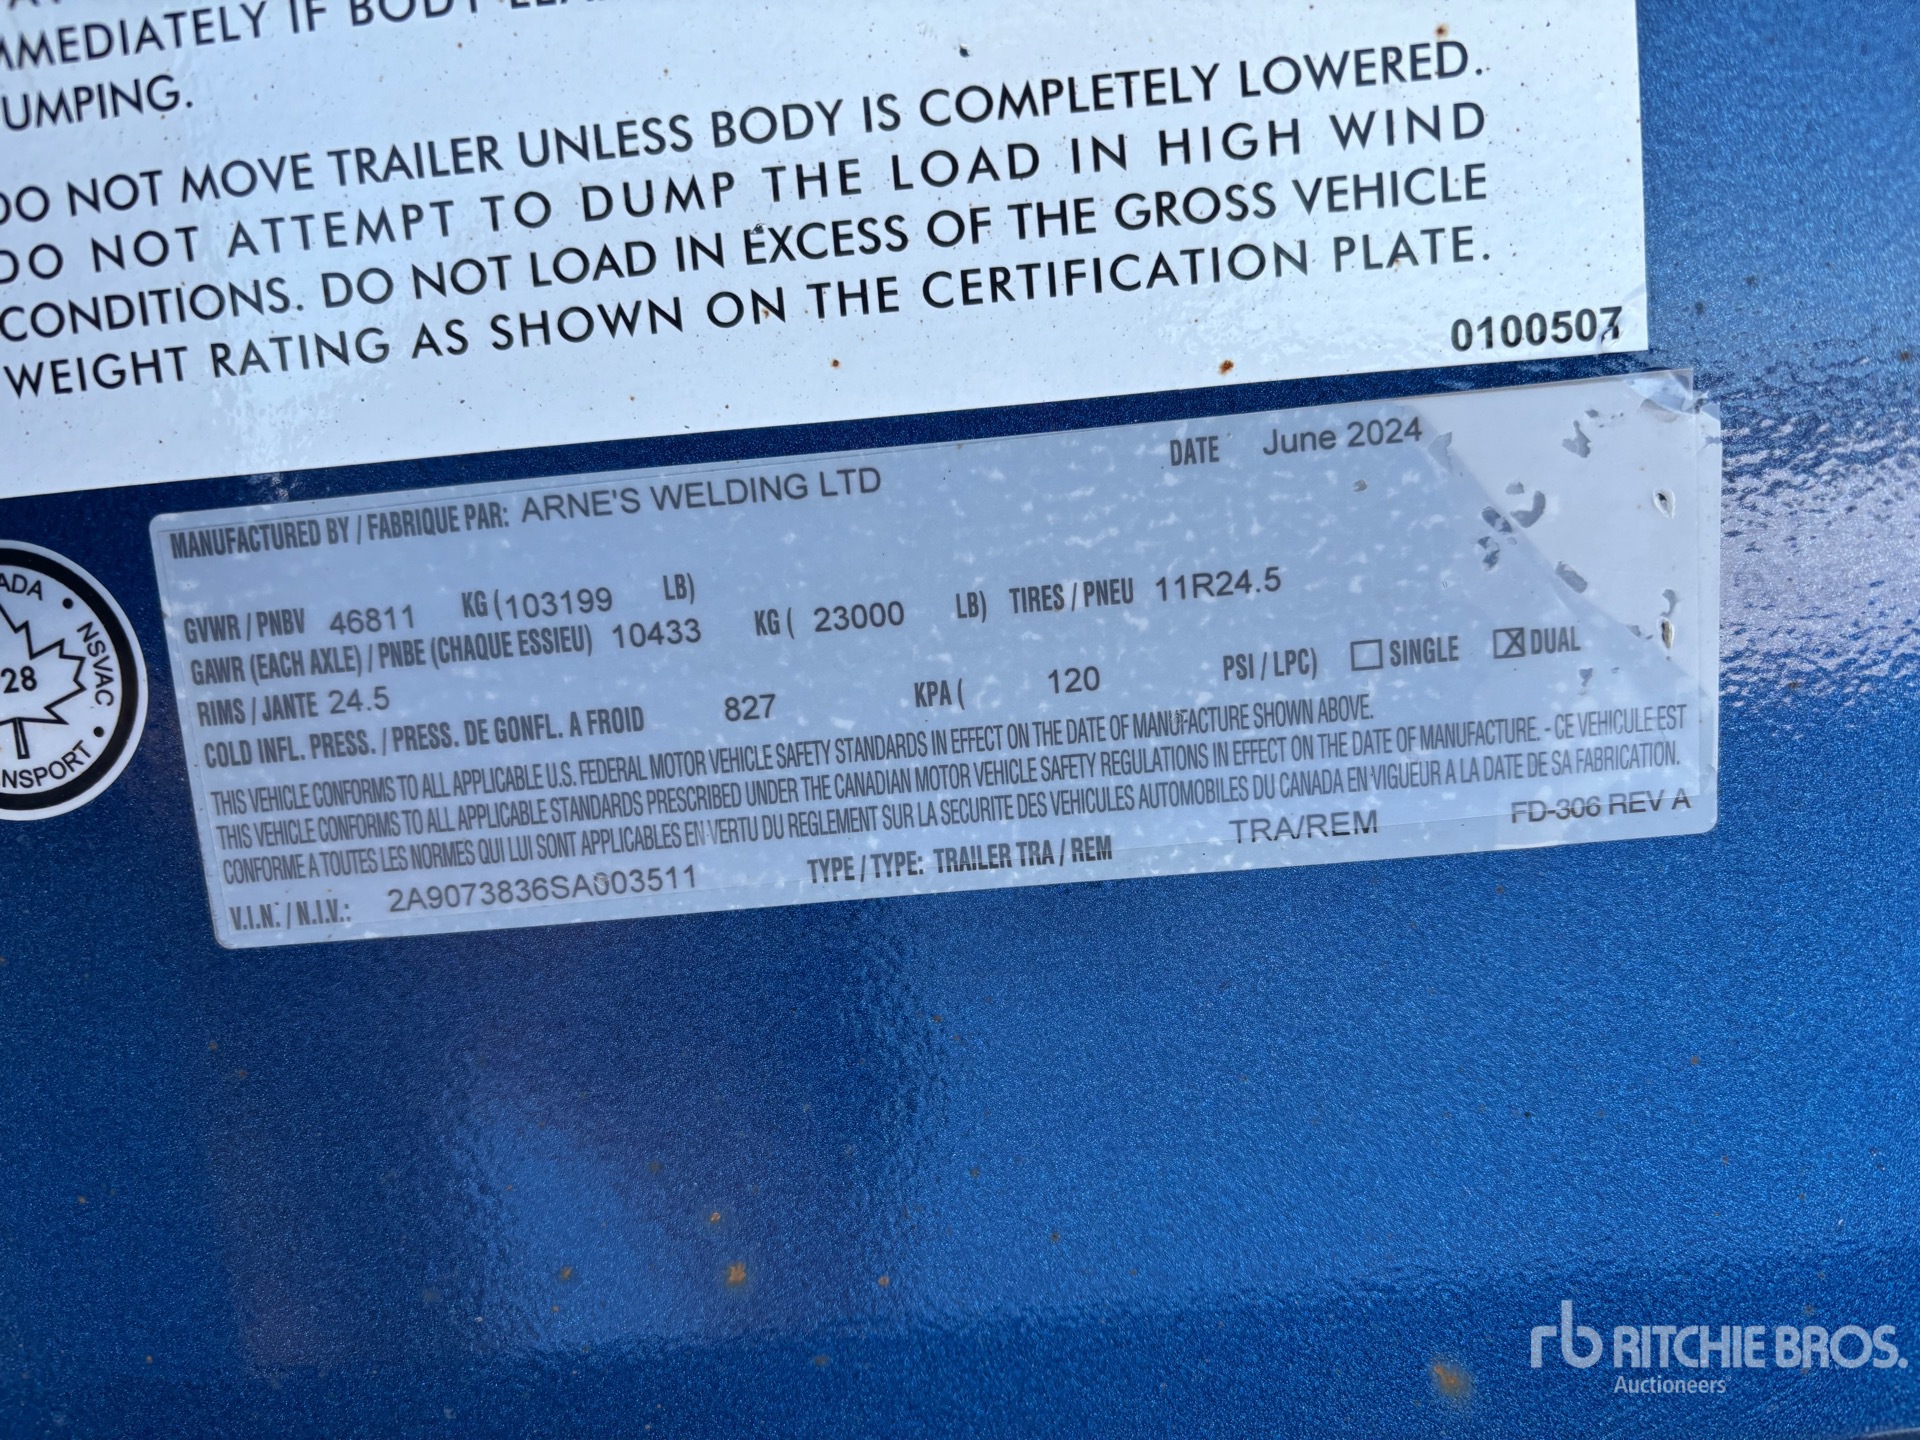 MMEDIATELY IF BODY
UMPING.
DO NOT MOVE TRAILER UNLESS BODY IS COMPLETELY LOWERED.
DO NOT ATTEMPT TO DUMP THE LOAD IN HIGH WIND
CONDITIONS. DO NOT LOAD IN EXCESS OF THE GROSS VEHICLE
WEIGHT RATING AS SHOWN ON THE CERTIFICATION PLATE.
0100507
MANUFACTURED BY / FABRIQUE PAR: ARNE'S WELDING LTD DATE June 2024
GVWR / PNBV 46811 KG ( 103199 LB)
GAWR (EACH AXLE) / PNBE (CHAQUE ESSIEU) 10433 KG ( 23000 LB) TIRES / PNEU 11R24.5
RIMS / JANTE 24.5
COLD INFL. PRESS. / PRESS. DE GONFL. A FROID 827 KPA ( 120 PSI / LPC) SINGLE DUAL
THIS VEHICLE CONFORMS TO ALL APPLICABLE U.S. FEDERAL MOTOR VEHICLE SAFETY STANDARDS IN EFFECT ON THE DATE OF MANUFACTURE SHOWN ABOVE.
THIS VEHICLE CONFORMS TO ALL APPLICABLE STANDARDS PRESCRIBED UNDER THE CANADIAN MOTOR VEHICLE SAFETY REGULATIONS IN EFFECT ON THE DATE OF MANUFACTURE. - CE VEHICULE EST
CONFORME A TOUTES LES NORMES QUI LUI SONT APPLICABLES EN VERTU DU REGLEMENT SUR LA SECURITE DES VEHICULES AUTOMOBILES DU CANADA EN VIGUEUR A LA DATE DE SA FABRICATION.
V.I.N. / N.I.V.: 2A9073836SA003511 TYPE / TYPE: TRAILER TRA / REM TRA/REM FD-306 REV A
ADA
NSVAC
28
NSPORT
rb RITCHIE BROS.
Auctioneers